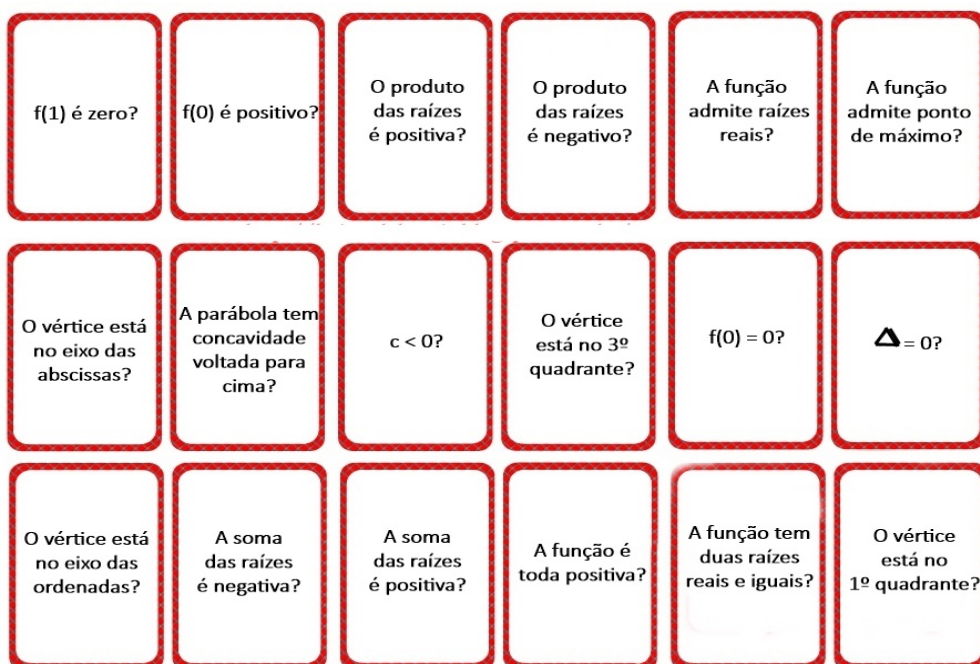 f(1) é zero?
f(0) é positivo?
O produto
das raízes
é positiva?
O produto
das raízes
é negativo?
A função
admite raízes
reais?
A função
admite ponto
de máximo?
O vértice está
no eixo das
abscissas?
A parábola tem
concavidade
voltada para
cima?
c < 0?
O vértice
está no 3º
quadrante?
f(0) = 0?
Δ = 0?
O vértice está
no eixo das
ordenadas?
A soma
das raízes
é negativa?
A soma
das raízes
é positiva?
A função é
toda positiva?
A função tem
duas raízes
reais e iguais?
O vértice
está no
1º quadrante?